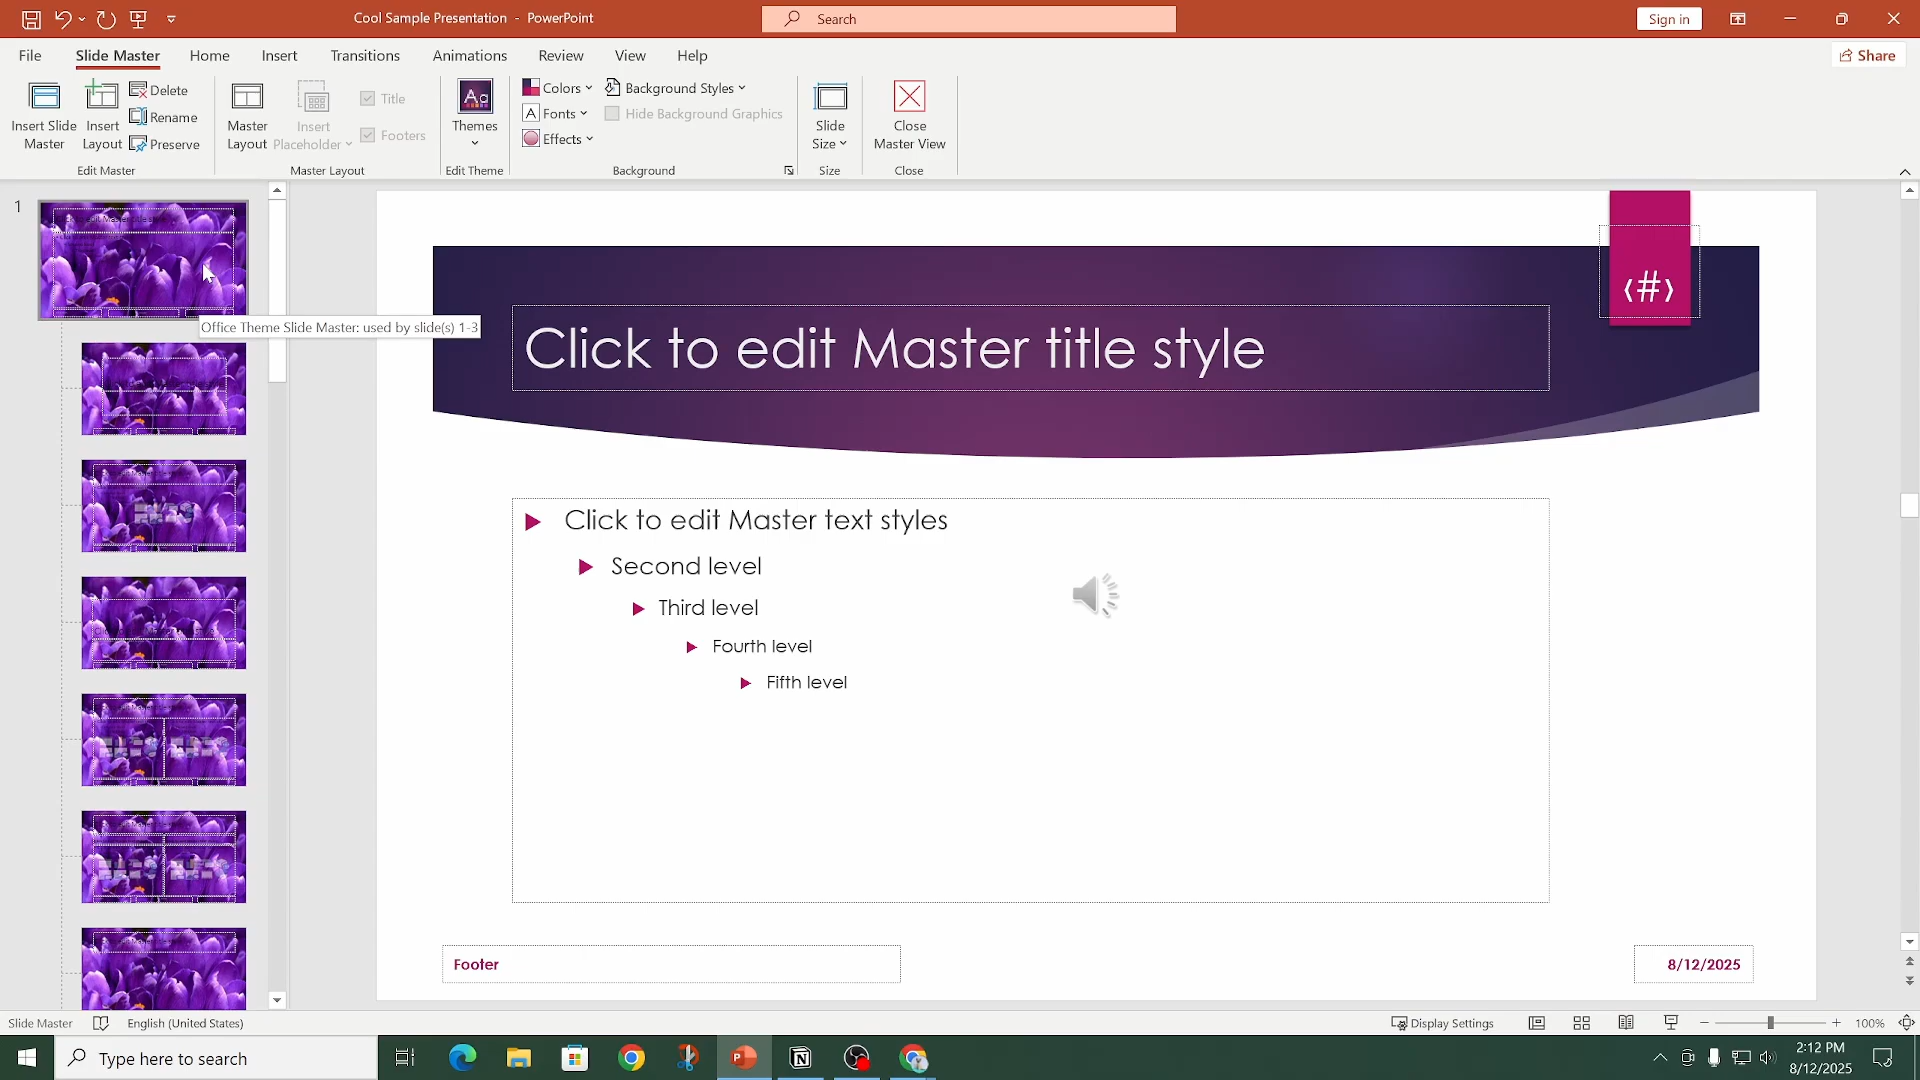 Cool Sample Presentation - PowerPoint
Search
Sign in
File
Slide Master
Home
Insert
Transitions
Animations
Review
View
Help
Share
Insert Slide
Master
Insert
Layout
Delete
Rename
Preserve
Edit Master
Master
Layout
Insert
Placeholder
Title
Footers
Master Layout
Aa
Themes
Edit Theme
Colors
A Fonts
Effects
Background Styles
Hide Background Graphics
Background
Slide
Size
Size
Close
Master View
Close
1
Office Theme Slide Master: used by slide(s) 1-3
‹#›
Click to edit Master title style
Click to edit Master text styles
Second level
Third level
Fourth level
Fifth level
Footer
8/12/2025
Slide Master
English (United States)
Display Settings
100%
Type here to search
2:12 PM
8/12/2025